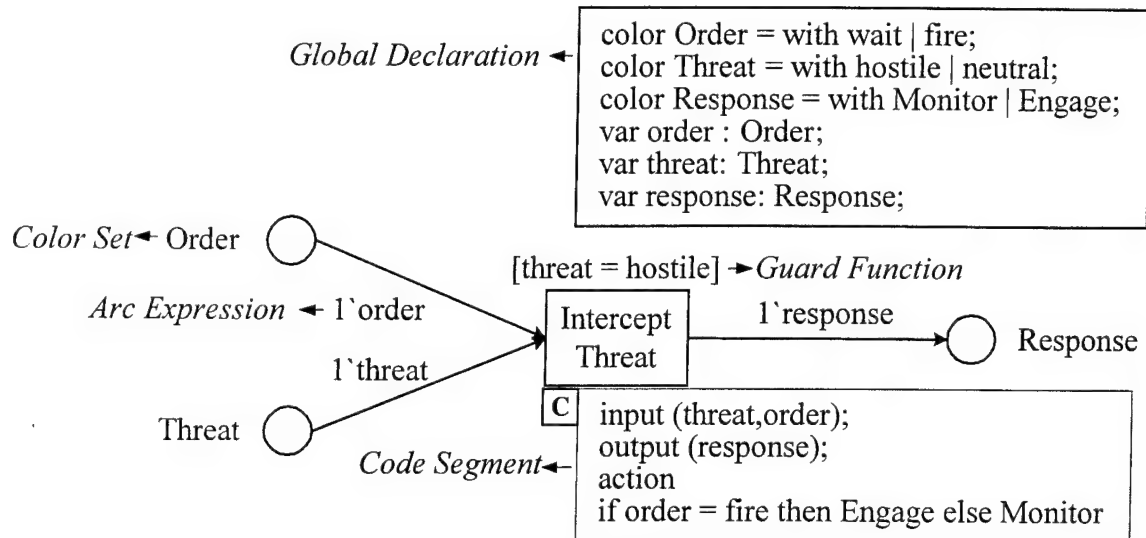 Global Declaration
color Order = with wait | fire;
color Threat = with hostile | neutral;
color Response = with Monitor | Engage;
var order : Order;
var threat: Threat;
var response: Response;
Color Set
Order
[threat = hostile]
Guard Function
Arc Expression
1`order
Intercept
Threat
1`response
Response
1`threat
Threat
C
input (threat,order);
output (response);
Code Segment
action
if order = fire then Engage else Monitor